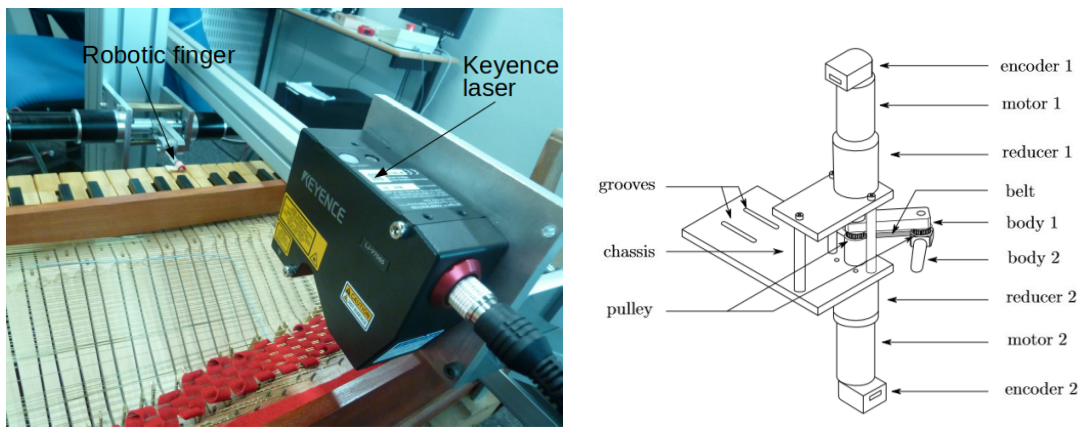 Robotic finger
Keyence
laser
KEYENCE
CAUTION
encoder 1
motor 1
reducer 1
grooves
belt
body 1
chassis
body 2
pulley
reducer 2
motor 2
encoder 2